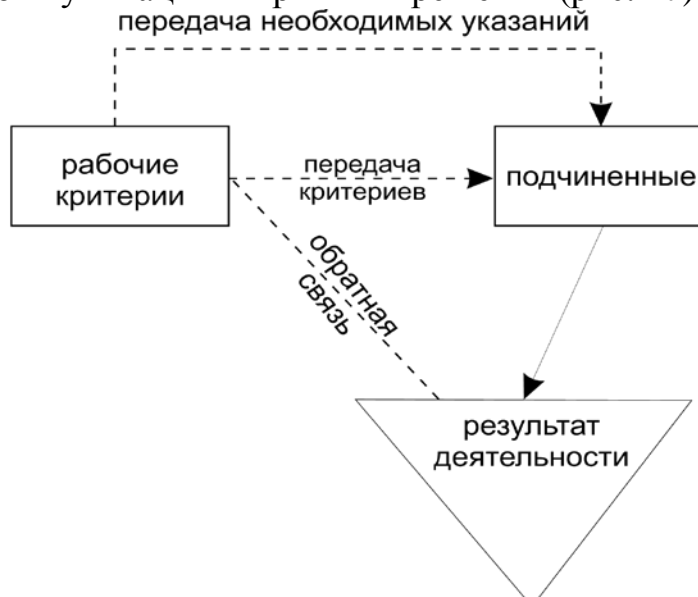 передача необходимых указаний
рабочие
критерии
передача
критериев
подчиненные
обратная
связь
результат
деятельности